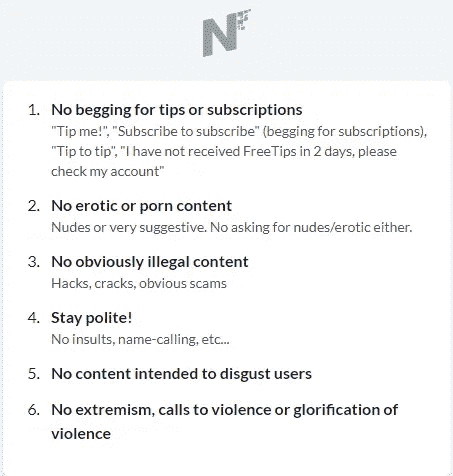 N
1. No begging for tips or subscriptions
"Tip me!", "Subscribe to subscribe" (begging for subscriptions),
"Tip to tip", "I have not received FreeTips in 2 days, please
check my account"
2. No erotic or porn content
Nudes or very suggestive. No asking for nudes/erotic either.
3. No obviously illegal content
Hacks, cracks, obvious scams
4. Stay polite!
No insults, name-calling, etc...
5. No content intended to disgust users
6. No extremism, calls to violence or glorification of
violence